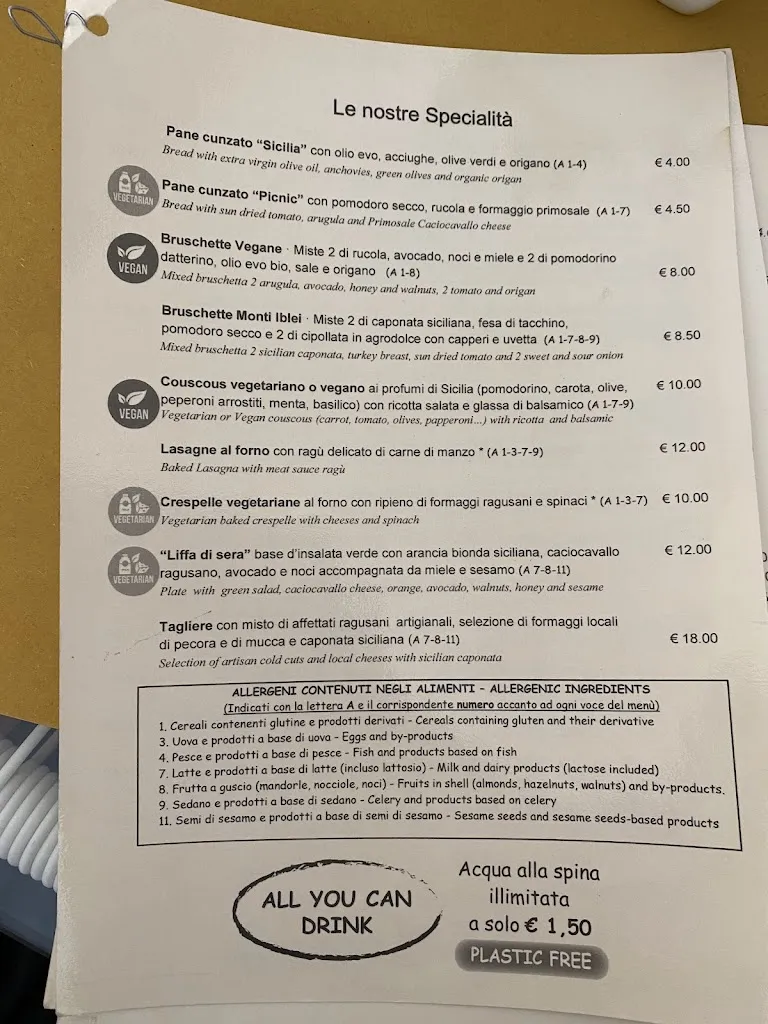 Le nostre Specialità
Pane cunzato “Sicilia” con olio evo, acciughe, olive verdi e origano (A 1-4) € 4.00
Bread with extra virgin olive oil, anchovies, green olives and organic origan
VEGETARIAN
Pane cunzato “Picnic” con pomodoro secco, rucola e formaggio primosale (A 1-7) € 4.50
Bread with sun dried tomato, arugula and Primosale Caciocavallo cheese
VEGAN
Bruschette Vegane · Miste 2 di rucola, avocado, noci e miele e 2 di pomodorino
datterino, olio evo bio, sale e origano (A 1-8) € 8.00
Mixed bruschetta 2 arugula, avocado, honey and walnuts, 2 tomato and origan
Bruschette Monti Iblei · Miste 2 di caponata siciliana, fesa di tacchino,
pomodoro secco e 2 di cipollata in agrodolce con capperi e uvetta (A 1-7-8-9) € 8.50
Mixed bruschetta 2 sicilian caponata, turkey breast, sun dried tomato and 2 sweet and sour onion
VEGAN
Couscous vegetariano o vegano ai profumi di Sicilia (pomodorino, carota, olive, € 10.00
peperoni arrostiti, menta, basilico) con ricotta salata e glassa di balsamico (A 1-7-9)
Vegetarian or Vegan couscous (carrot, tomato, olives, papperoni...) with ricotta and balsamic
Lasagne al forno con ragù delicato di carne di manzo * (A 1-3-7-9) € 12.00
Baked Lasagna with meat sauce ragù
VEGETARIAN
Crespelle vegetariane al forno con ripieno di formaggi ragusani e spinaci * (A 1-3-7) € 10.00
Vegetarian baked crespelle with cheeses and spinach
VEGETARIAN
“Liffa di sera” base d’insalata verde con arancia bionda siciliana, caciocavallo € 12.00
ragusano, avocado e noci accompagnata da miele e sesamo (A 7-8-11)
Plate with green salad, caciocavallo cheese, orange, avocado, walnuts, honey and sesame
Tagliere con misto di affettati ragusani artigianali, selezione di formaggi locali
di pecora e di mucca e caponata siciliana (A 7-8-11) € 18.00
Selection of artisan cold cuts and local cheeses with sicilian caponata
ALLERGENI CONTENUTI NEGLI ALIMENTI - ALLERGENIC INGREDIENTS
(Indicati con la lettera A e il corrispondente numero accanto ad ogni voce del menù)
1. Cereali contenenti glutine e prodotti derivati - Cereals containing gluten and their derivative
3. Uova e prodotti a base di uova - Eggs and by-products
4. Pesce e prodotti a base di pesce - Fish and products based on fish
7. Latte e prodotti a base di latte (incluso lattosio) - Milk and dairy products (lactose included)
8. Frutta a guscio (mandorle, nocciole, noci) - Fruits in shell (almonds, hazelnuts, walnuts) and by-products.
9. Sedano e prodotti a base di sedano - Celery and products based on celery
11. Semi di sesamo e prodotti a base di semi di sesamo - Sesame seeds and sesame seeds-based products
ALL YOU CAN
DRINK
Acqua alla spina
illimitata
a solo € 1,50
PLASTIC FREE